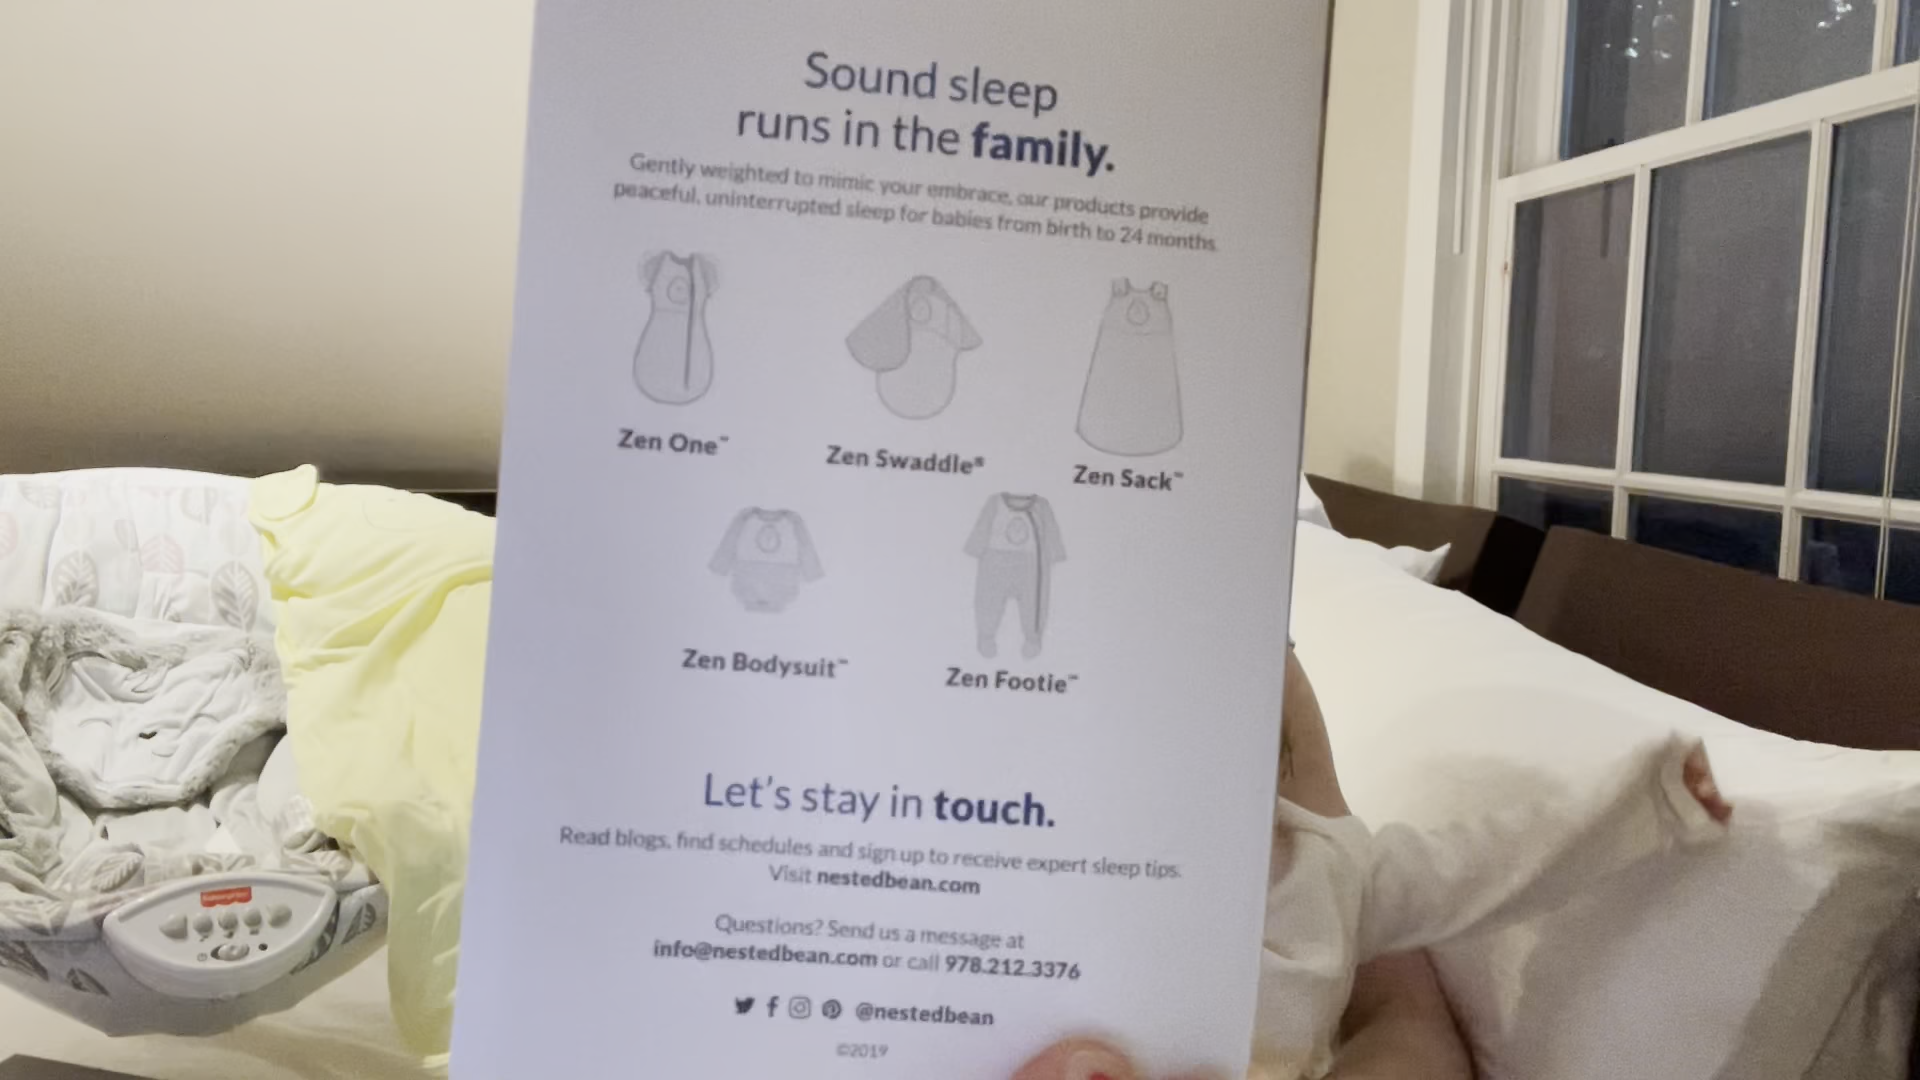 Sound sleep
runs in the family.
Gently weighted to mimic your embrace, our products provide
peaceful, uninterrupted sleep for babies from birth to 24 months.
Zen One™
Zen Swaddle®
Zen Sack™
Zen Bodysuit™
Zen Footie™
Let's stay in touch.
Read blogs, find schedules and sign up to receive expert sleep tips.
Visit nestedbean.com
Questions? Send us a message at
info@nestedbean.com or call 978.212.3376
@nestedbean
©2019